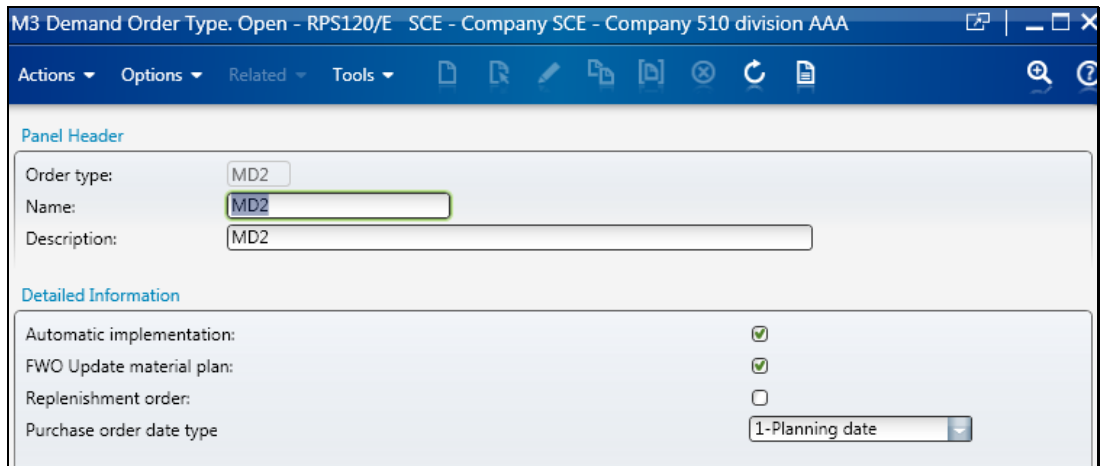 M3 Demand Order Type. Open - RPS120/E SCE - Company SCE - Company 510 division AAA
Actions Options Related Tools
Panel Header
Order type: MD2
Name: MD2
Description: MD2
Detailed Information
Automatic implementation:
FWO Update material plan:
Replenishment order:
Purchase order date type 1-Planning date